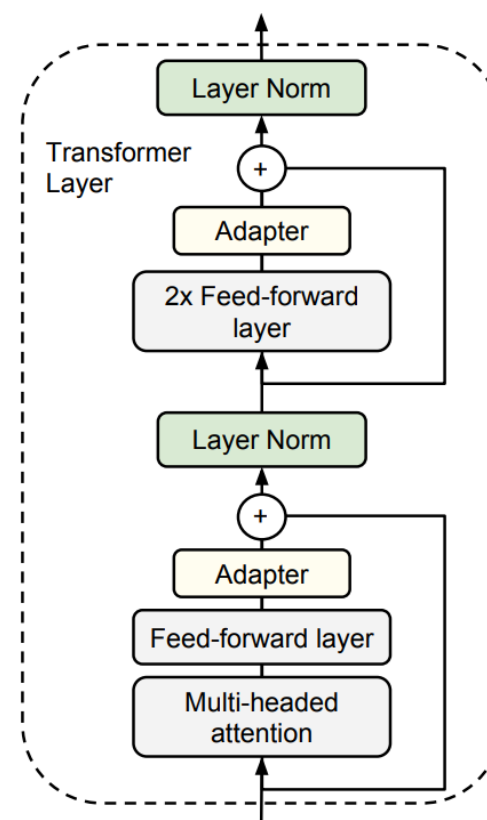 Layer Norm
Transformer
Layer
+
Adapter
2x Feed-forward
layer
Layer Norm
+
Adapter
Feed-forward layer
Multi-headed
attention